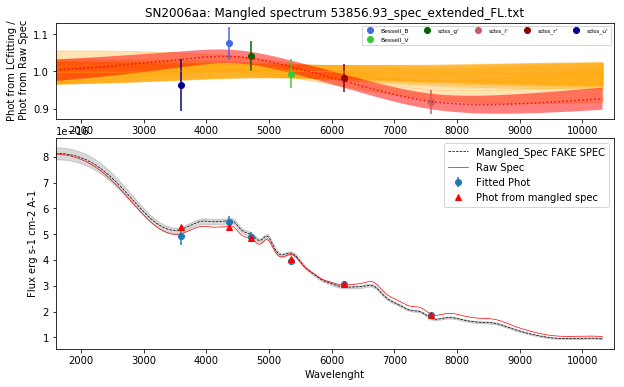 SN2006aa: Mangled spectrum 53856.93_spec_extended_FL.txt
Phot from LCfitting /
Phot from Raw Spec
1.1
1.0
0.9
Bessell_B
Bessell_V
sdss_g'
sdss_i'
sdss_r'
sdss_u'
2000 3000 4000 5000 6000 7000 8000 9000 10000
Flux erg s-1 cm-2 A-1
8
7
6
5
4
3
2
1
Mangled_Spec FAKE SPEC
Raw Spec
Fitted Phot
Phot from mangled spec
2000 3000 4000 5000 6000 7000 8000 9000 10000
Wavelenght